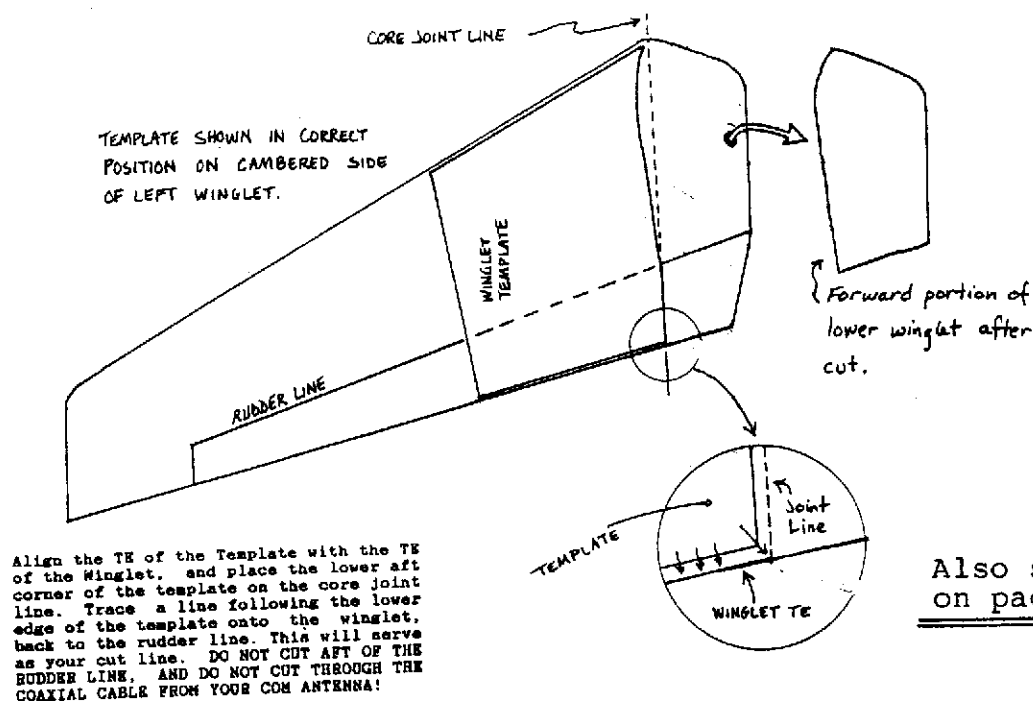 CORE JOINT LINE
TEMPLATE SHOWN IN CORRECT
POSITION ON CAMBERED SIDE
OF LEFT WINGLET.
WINGLET
TEMPLATE
RUDDER LINE
Forward portion of
lower winglet after
cut.
Joint
Line
TEMPLATE
WINGLET TE
Also
on
Align the TE of the Template with the TE
of the Winglet, and place the lower aft
corner of the template on the core joint
line. Trace a line following the lower
edge of the template onto the winglet,
back to the rudder line. This will serve
as your cut line. DO NOT CUT AFT OF THE
RUDDER LINE, AND DO NOT CUT THROUGH THE
COAXIAL CABLE FROM YOUR COM ANTENNA!